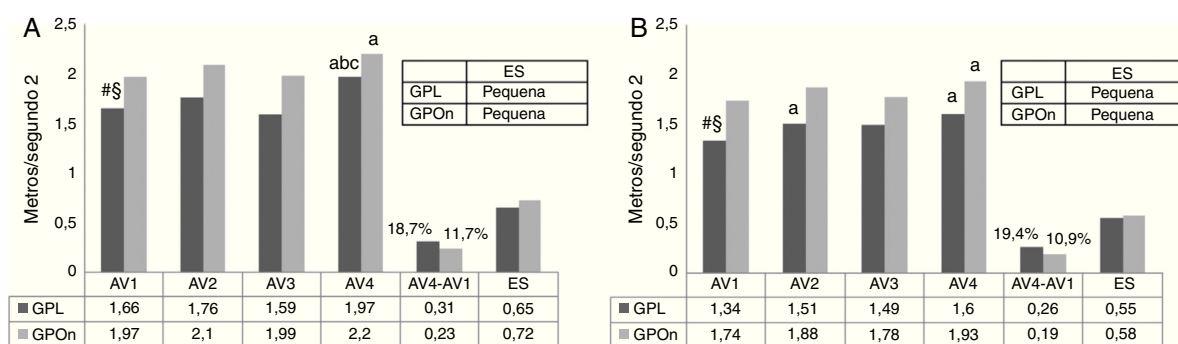 A
Metros/segundo 2
2,5
2
1,5
1
0,5
0
#§
abc
a
18,7%
11,7%
ES
GPL Pequena
GPOn Pequena
AV1 AV2 AV3 AV4 AV4-AV1 ES
GPL 1,66 1,76 1,59 1,97 0,31 0,65
GPOn 1,97 2,1 1,99 2,2 0,23 0,72
B
Metros/segundo 2
2,5
2
1,5
1
0,5
0
#§
a
a
a
19,4%
10,9%
ES
GPL Pequena
GPOn Pequena
AV1 AV2 AV3 AV4 AV4-AV1 ES
GPL 1,34 1,51 1,49 1,6 0,26 0,55
GPOn 1,74 1,88 1,78 1,93 0,19 0,58